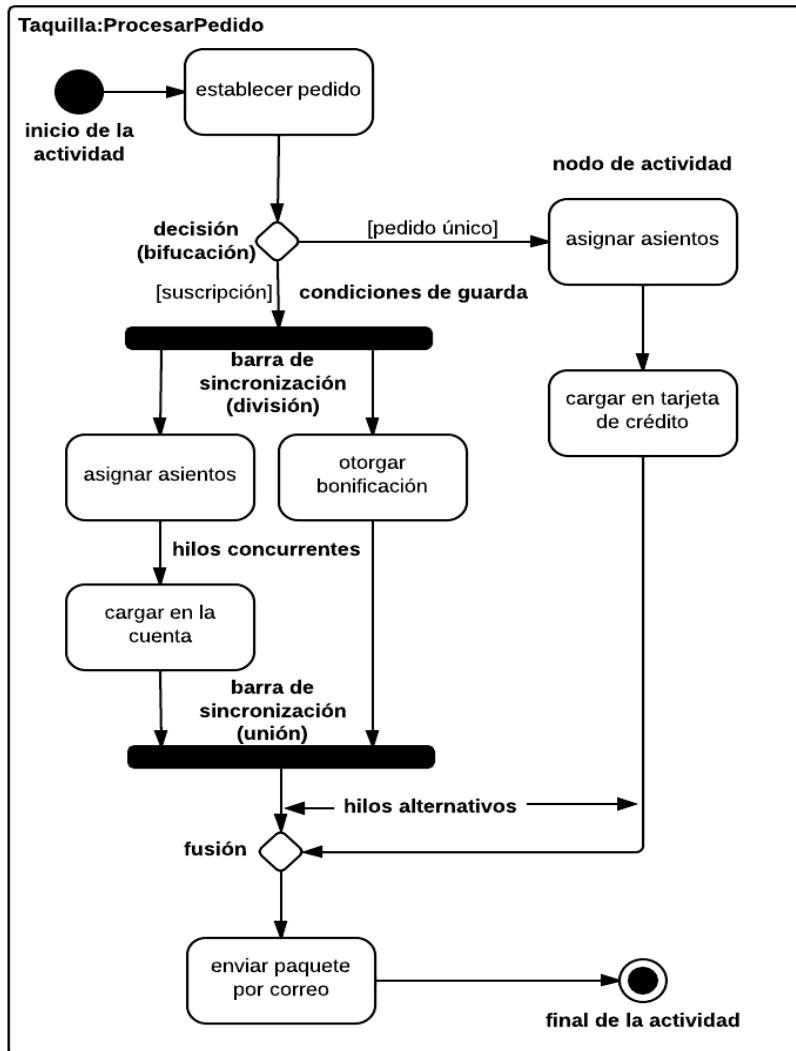 Taquilla:ProcesarPedido
establecer pedido
inicio de la
actividad
nodo de actividad
decisión
(bifucación)
[pedido único]
asignar asientos
[suscripción]
condiciones de guarda
barra de
sincronización
(división)
cargar en tarjeta
de crédito
asignar asientos
otorgar
bonificación
hilos concurrentes
cargar en la
cuenta
barra de
sincronización
(unión)
hilos alternativos
fusión
enviar paquete
por correo
final de la actividad